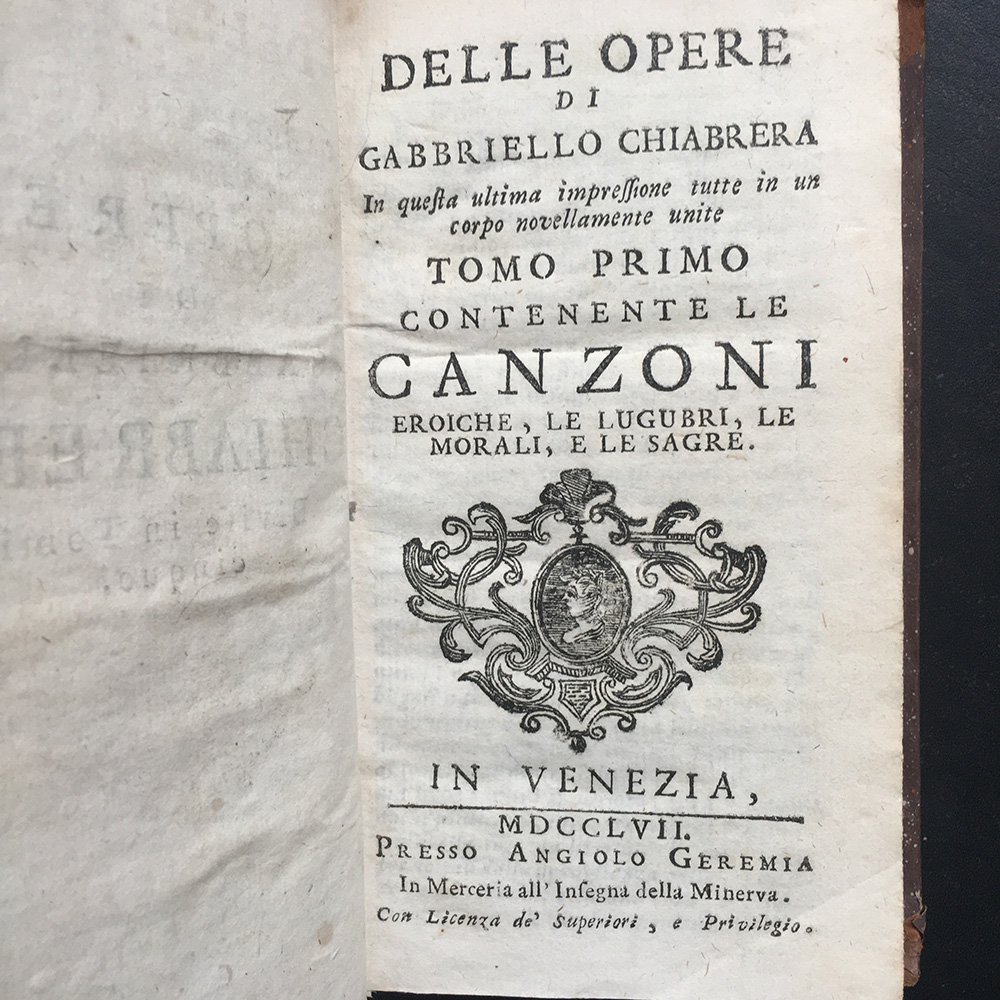 DELLE OPERE
DI
GABBRIELLO CHIABRERA
In queſta ultima impreſſione tutte in un
corpo novellamente unite
TOMO PRIMO
CONTENENTE LE
CANZONI
EROICHE, LE LUGUBRI, LE
MORALI, E LE SAGRE.
IN VENEZIA,
MDCCLVII.
PRESSO ANGIOLO GEREMIA
In Merceria all' Inſegna della Minerva.
Con Licenza de' Superiori, e Privilegio.